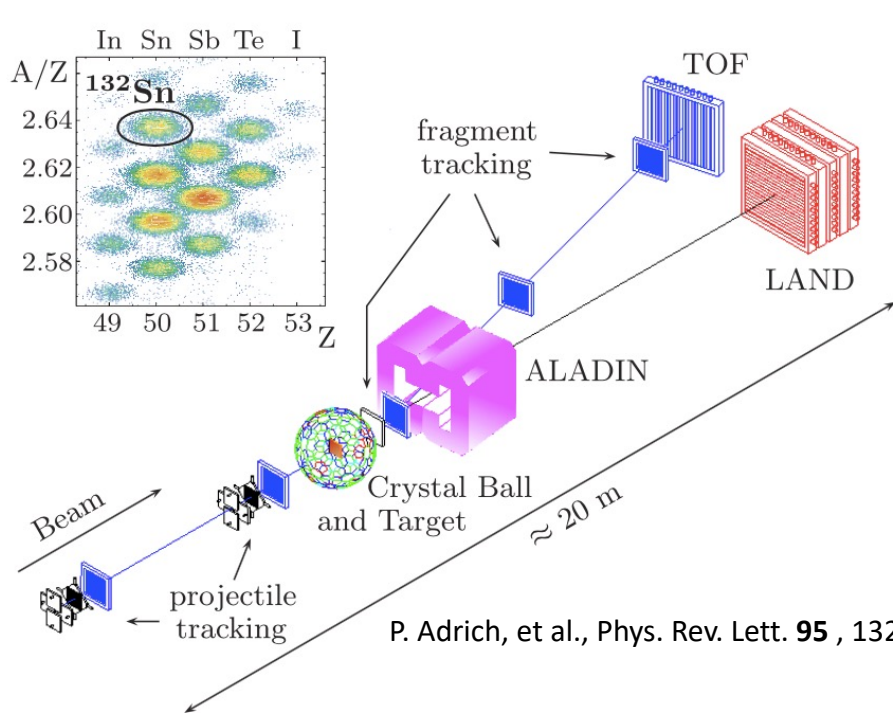 In Sn Sb Te I
A/Z
¹³²Sn
2.64
2.62
2.60
2.58
49 50 51 52 53 Z
TOF
fragment
tracking
LAND
ALADIN
Crystal Ball
and Target
Beam
≈ 20 m
projectile
tracking
P. Adrich, et al., Phys. Rev. Lett. 95 , 132